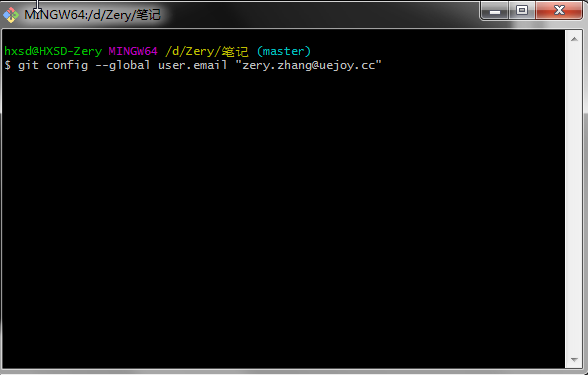 MINGW64:/d/Zery/笔记
hxsd@HXSD-Zery MINGW64 /d/Zery/笔记 (master)
$ git config --global user.email "zery.zhang@uejoy.cc"